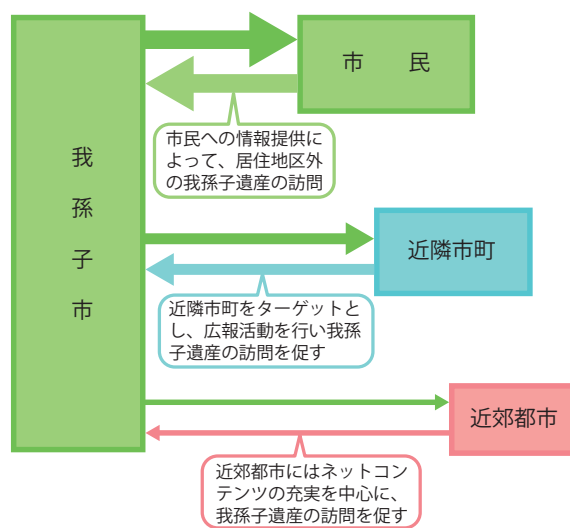 我孫子市
市　民
市民への情報提供に
よって、居住地区外
の我孫子遺産の訪問
近隣市町
近隣市町をターゲットと
し、広報活動を行い我孫
子遺産の訪問を促す
近郊都市
近郊都市にはネットコン
テンツの充実を中心に、
我孫子遺産の訪問を促す